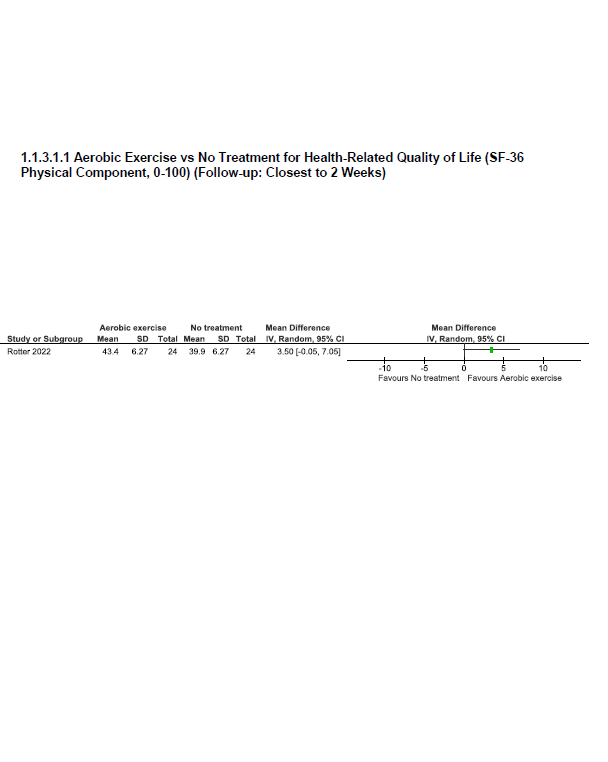 1.1.3.1.1 Aerobic Exercise vs No Treatment for Health-Related Quality of Life (SF-36
Physical Component, 0-100) (Follow-up: Closest to 2 Weeks)
Aerobic exercise No treatment Mean Difference Mean Difference
Study or Subgroup Mean SD Total Mean SD Total IV, Random, 95% CI IV, Random, 95% CI
Rotter 2022 43.4 6.27 24 39.9 6.27 24 3.50 [-0.05, 7.05]
-10 -5 0 5 10
Favours No treatment Favours Aerobic exercise